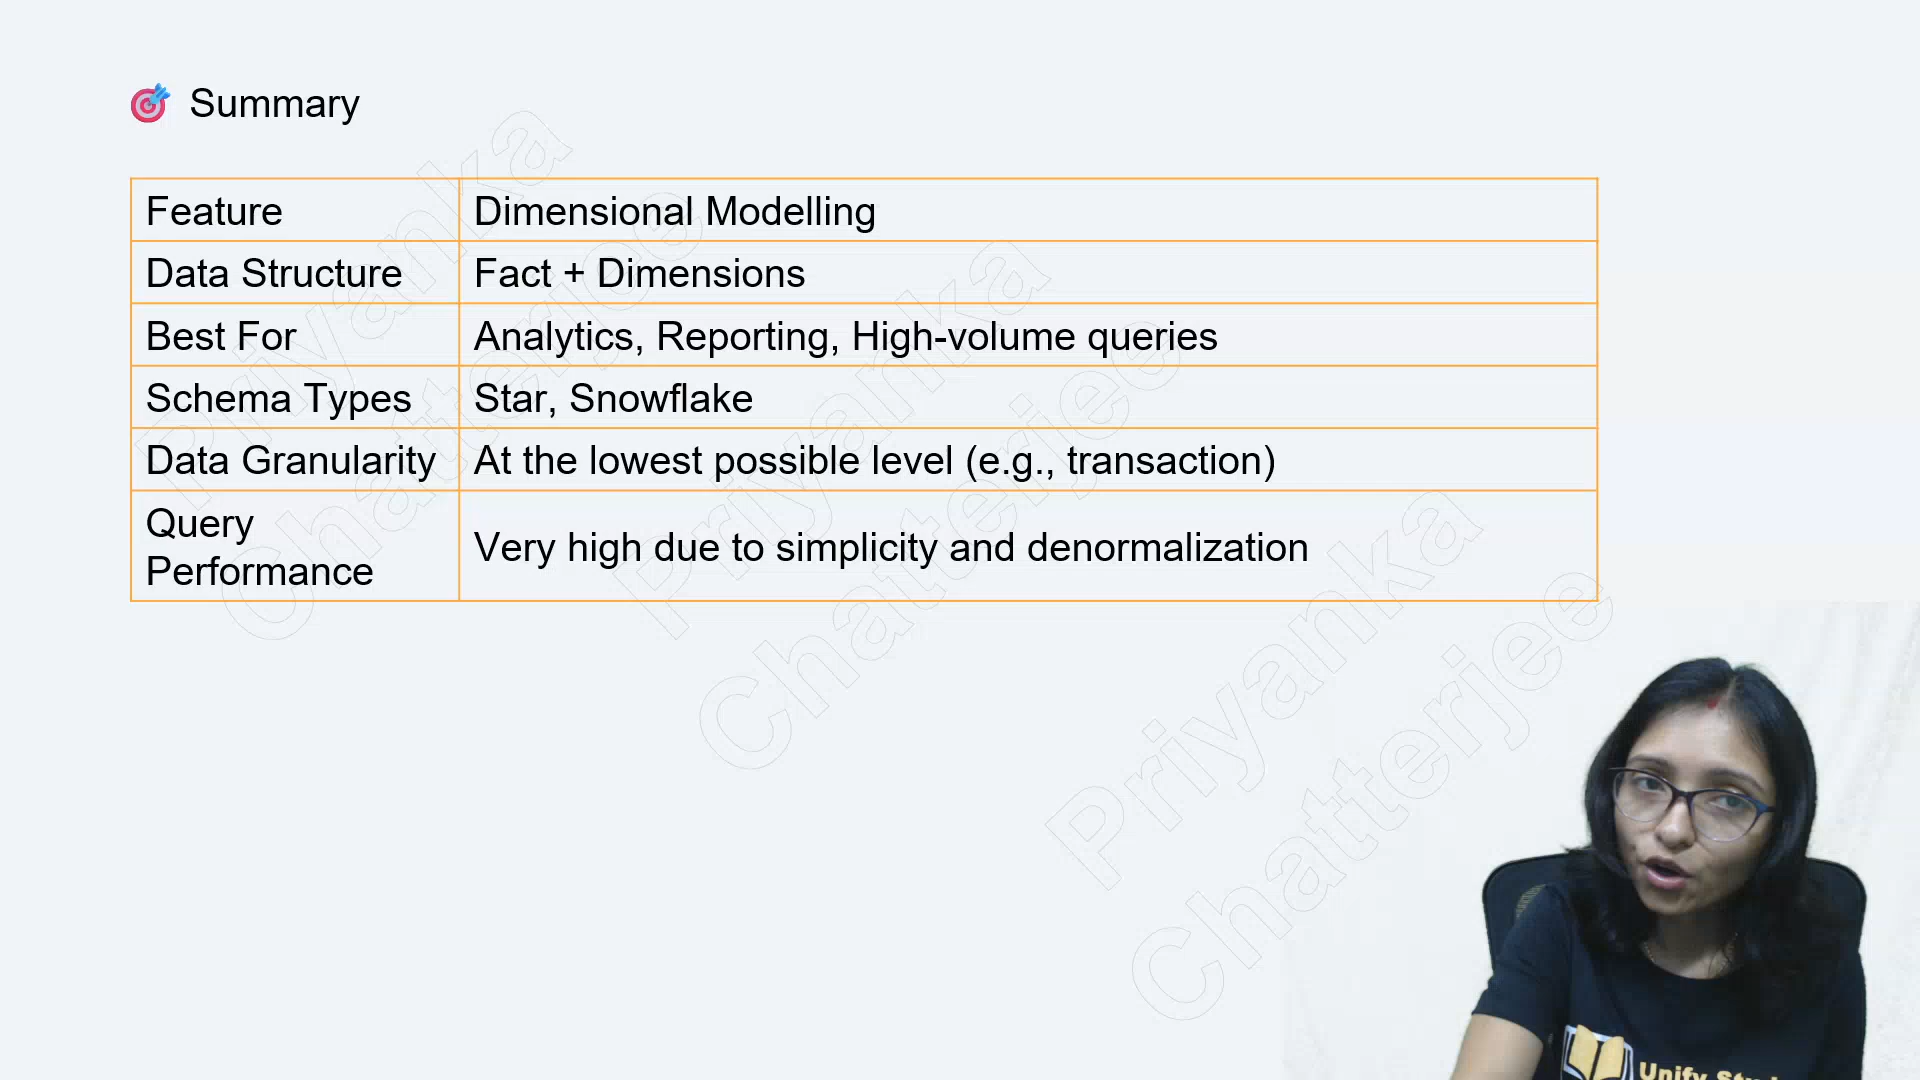 Summary
Feature
Dimensional Modelling
Data Structure
Fact + Dimensions
Best For
Analytics, Reporting, High-volume queries
Schema Types
Star, Snowflake
Data Granularity
At the lowest possible level (e.g., transaction)
Query
Performance
Very high due to simplicity and denormalization
Priyanka
Chatterjee
Priyanka
Chatterjee
Priyanka
Chatterjee
Unify